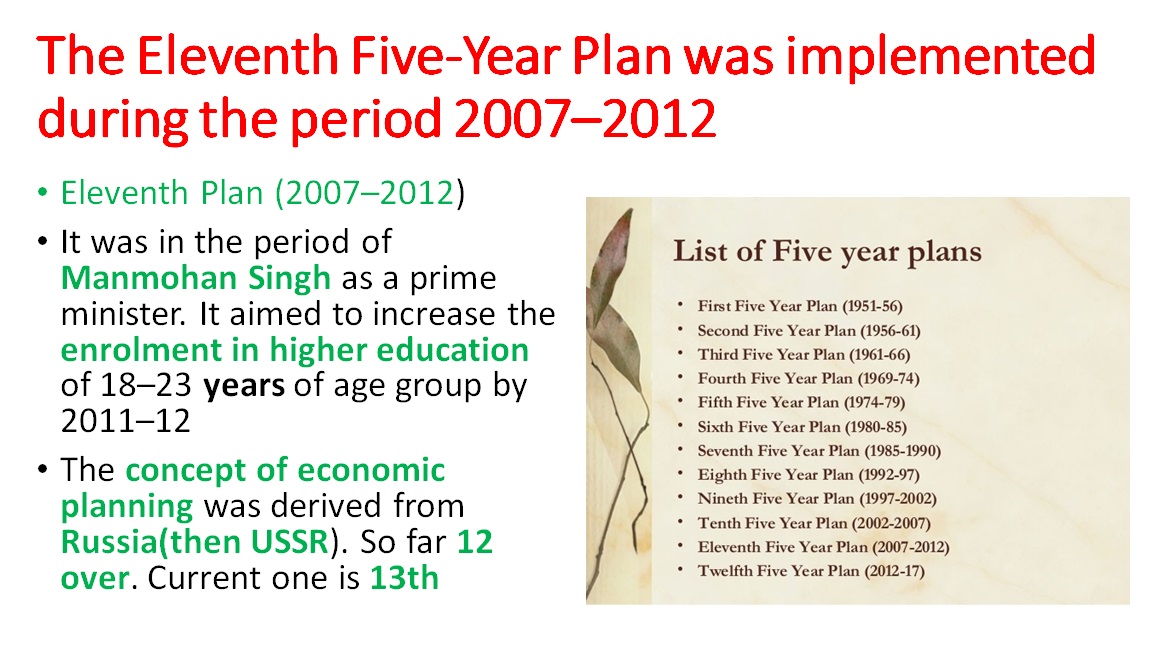 The Eleventh Five-Year Plan was implemented
during the period 2007–2012
• Eleventh Plan (2007–2012)
• It was in the period of
Manmohan Singh as a prime
minister. It aimed to increase the
enrolment in higher education
of 18–23 years of age group by
2011–12
• The concept of economic
planning was derived from
Russia(then USSR). So far 12
over. Current one is 13th
List of Five year plans
• First Five Year Plan (1951-56)
• Second Five Year Plan (1956-61)
• Third Five Year Plan (1961-66)
• Fourth Five Year Plan (1969-74)
• Fifth Five Year Plan (1974-79)
• Sixth Five Year Plan (1980-85)
• Seventh Five Year Plan (1985-1990)
• Eighth Five Year Plan (1992-97)
• Nineth Five Year Plan (1997-2002)
• Tenth Five Year Plan (2002-2007)
• Eleventh Five Year Plan (2007-2012)
• Twelfth Five Year Plan (2012-17)